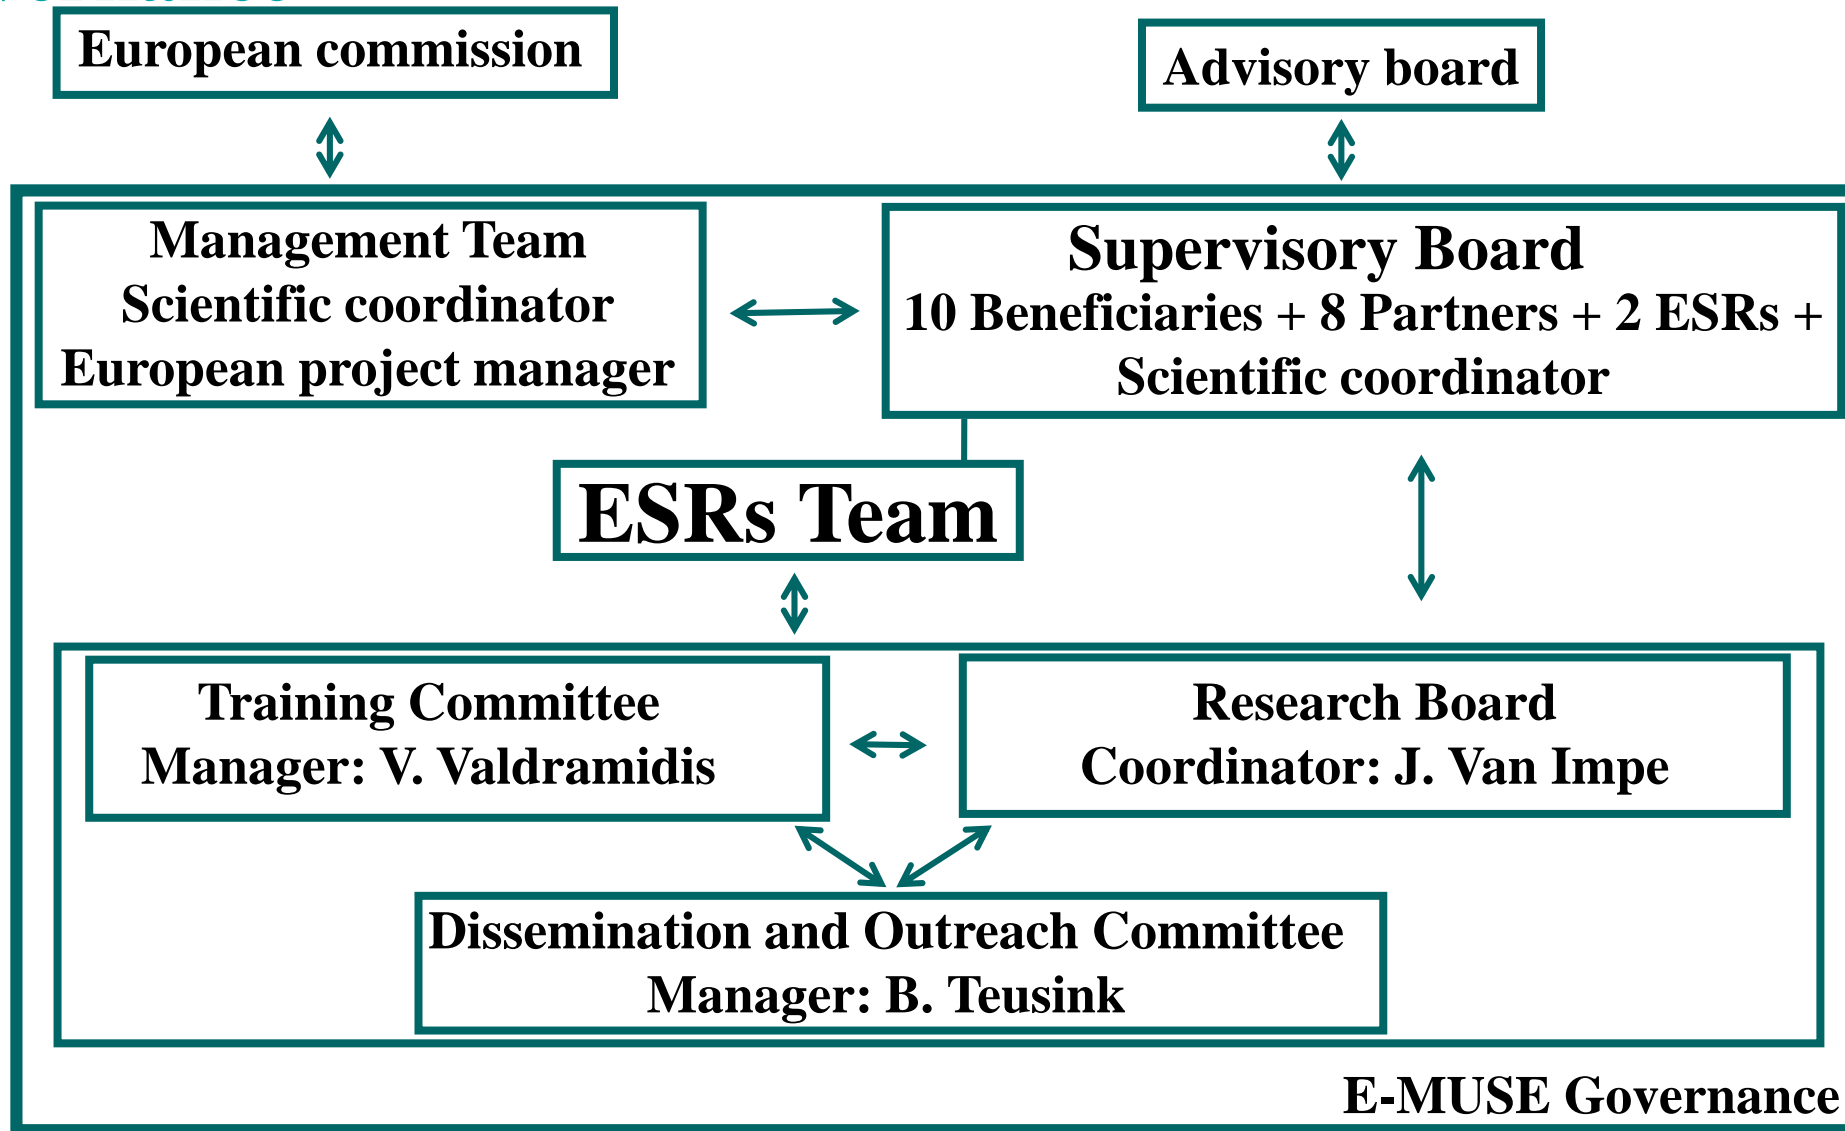 European commission
Advisory board
Management Team
Scientific coordinator
European project manager
Supervisory Board
10 Beneficiaries + 8 Partners + 2 ESRs +
Scientific coordinator
ESRs Team
Training Committee
Manager: V. Valdramidis
Research Board
Coordinator: J. Van Impe
Dissemination and Outreach Committee
Manager: B. Teusink
E-MUSE Governance